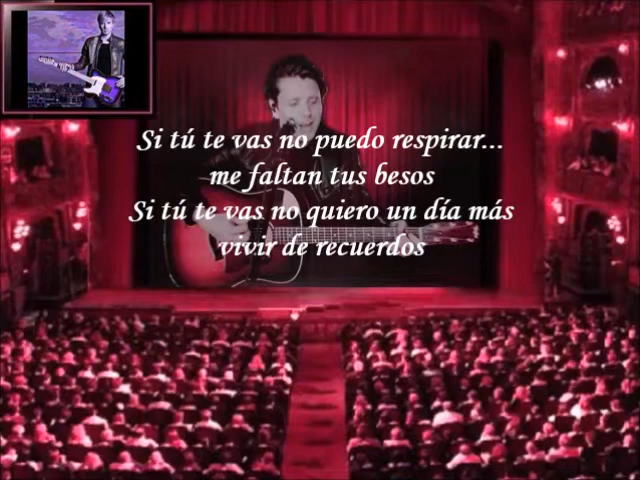 Si tú te vas no puedo respirar...
me faltan tus besos
Si tú te vas no quiero un día más
vivir de recuerdos